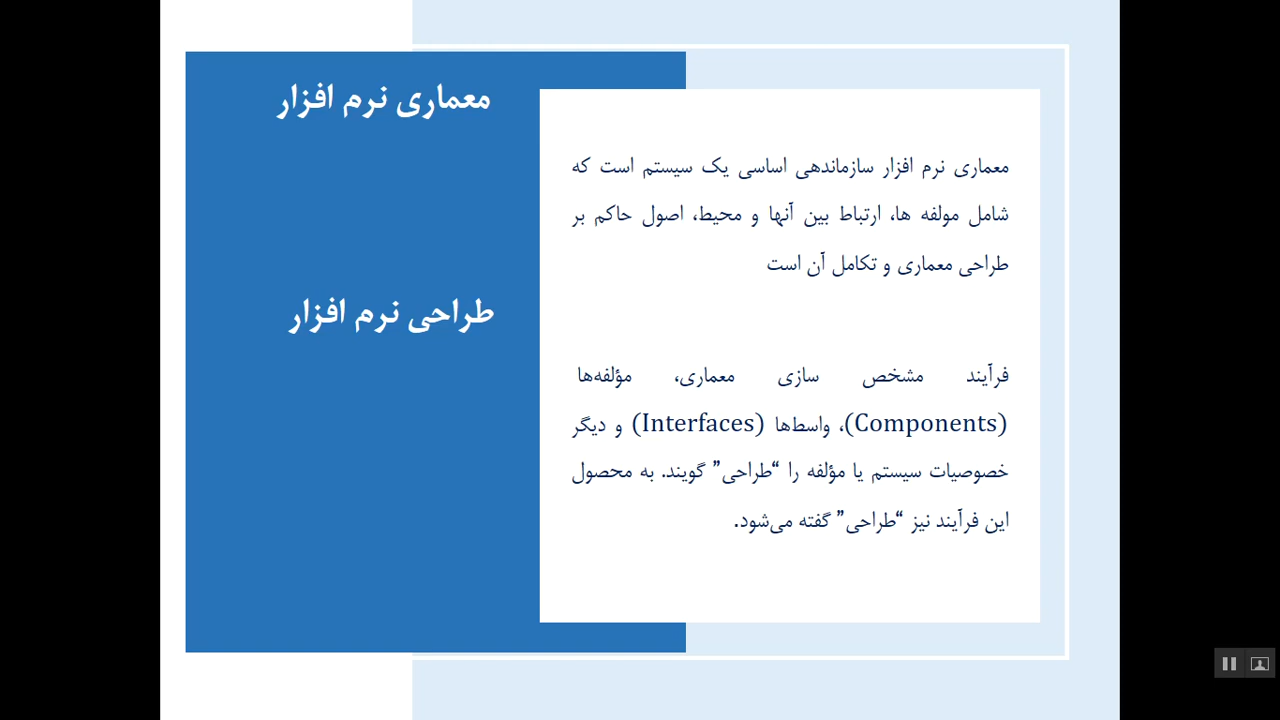 معماری نرم افزار
معماری نرم افزار سازماندهی اساسی یک سیستم است که
شامل مولفه ها، ارتباط بین آنها و محیط، اصول حاکم بر
طراحی معماری و تکامل آن است
طراحی نرم افزار
فرآیند مشخص سازی معماری، مؤلفه‌ها
(Components)، واسط‌ها (Interfaces) و دیگر
خصوصیات سیستم یا مؤلفه را “طراحی” گویند. به محصول
این فرآیند نیز “طراحی” گفته می‌شود.